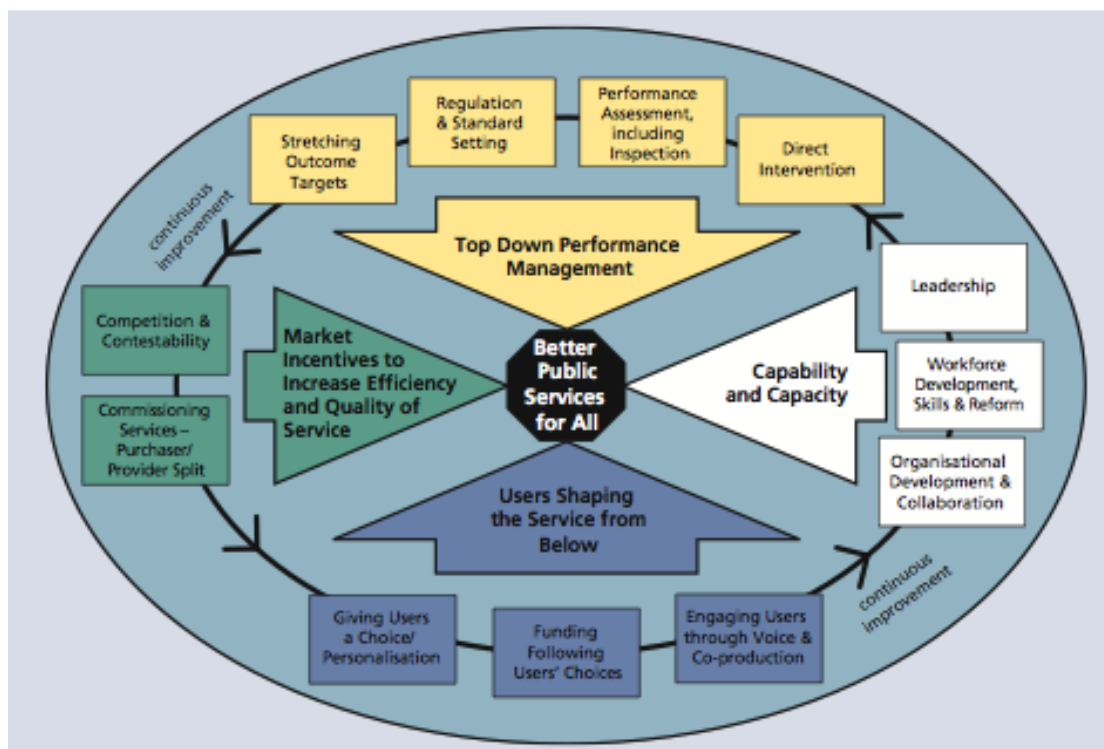 Regulation
& Standard
Setting
Performance
Assessment,
including
Inspection
Stretching
Outcome
Targets
Direct
Intervention
continuous
improvement
Top Down Performance
Management
Leadership
Competition &
Contestability
Market
Incentives to
Increase Efficiency
and Quality of
Service
Better
Public
Services
for All
Capability
and Capacity
Workforce
Development,
Skills & Reform
Commissioning
Services –
Purchaser/
Provider Split
Organisational
Development &
Collaboration
Users Shaping
the Service from
Below
continuous
improvement
Giving Users
a Choice/
Personalisation
Funding
Following
Users' Choices
Engaging Users
through Voice &
Co-production